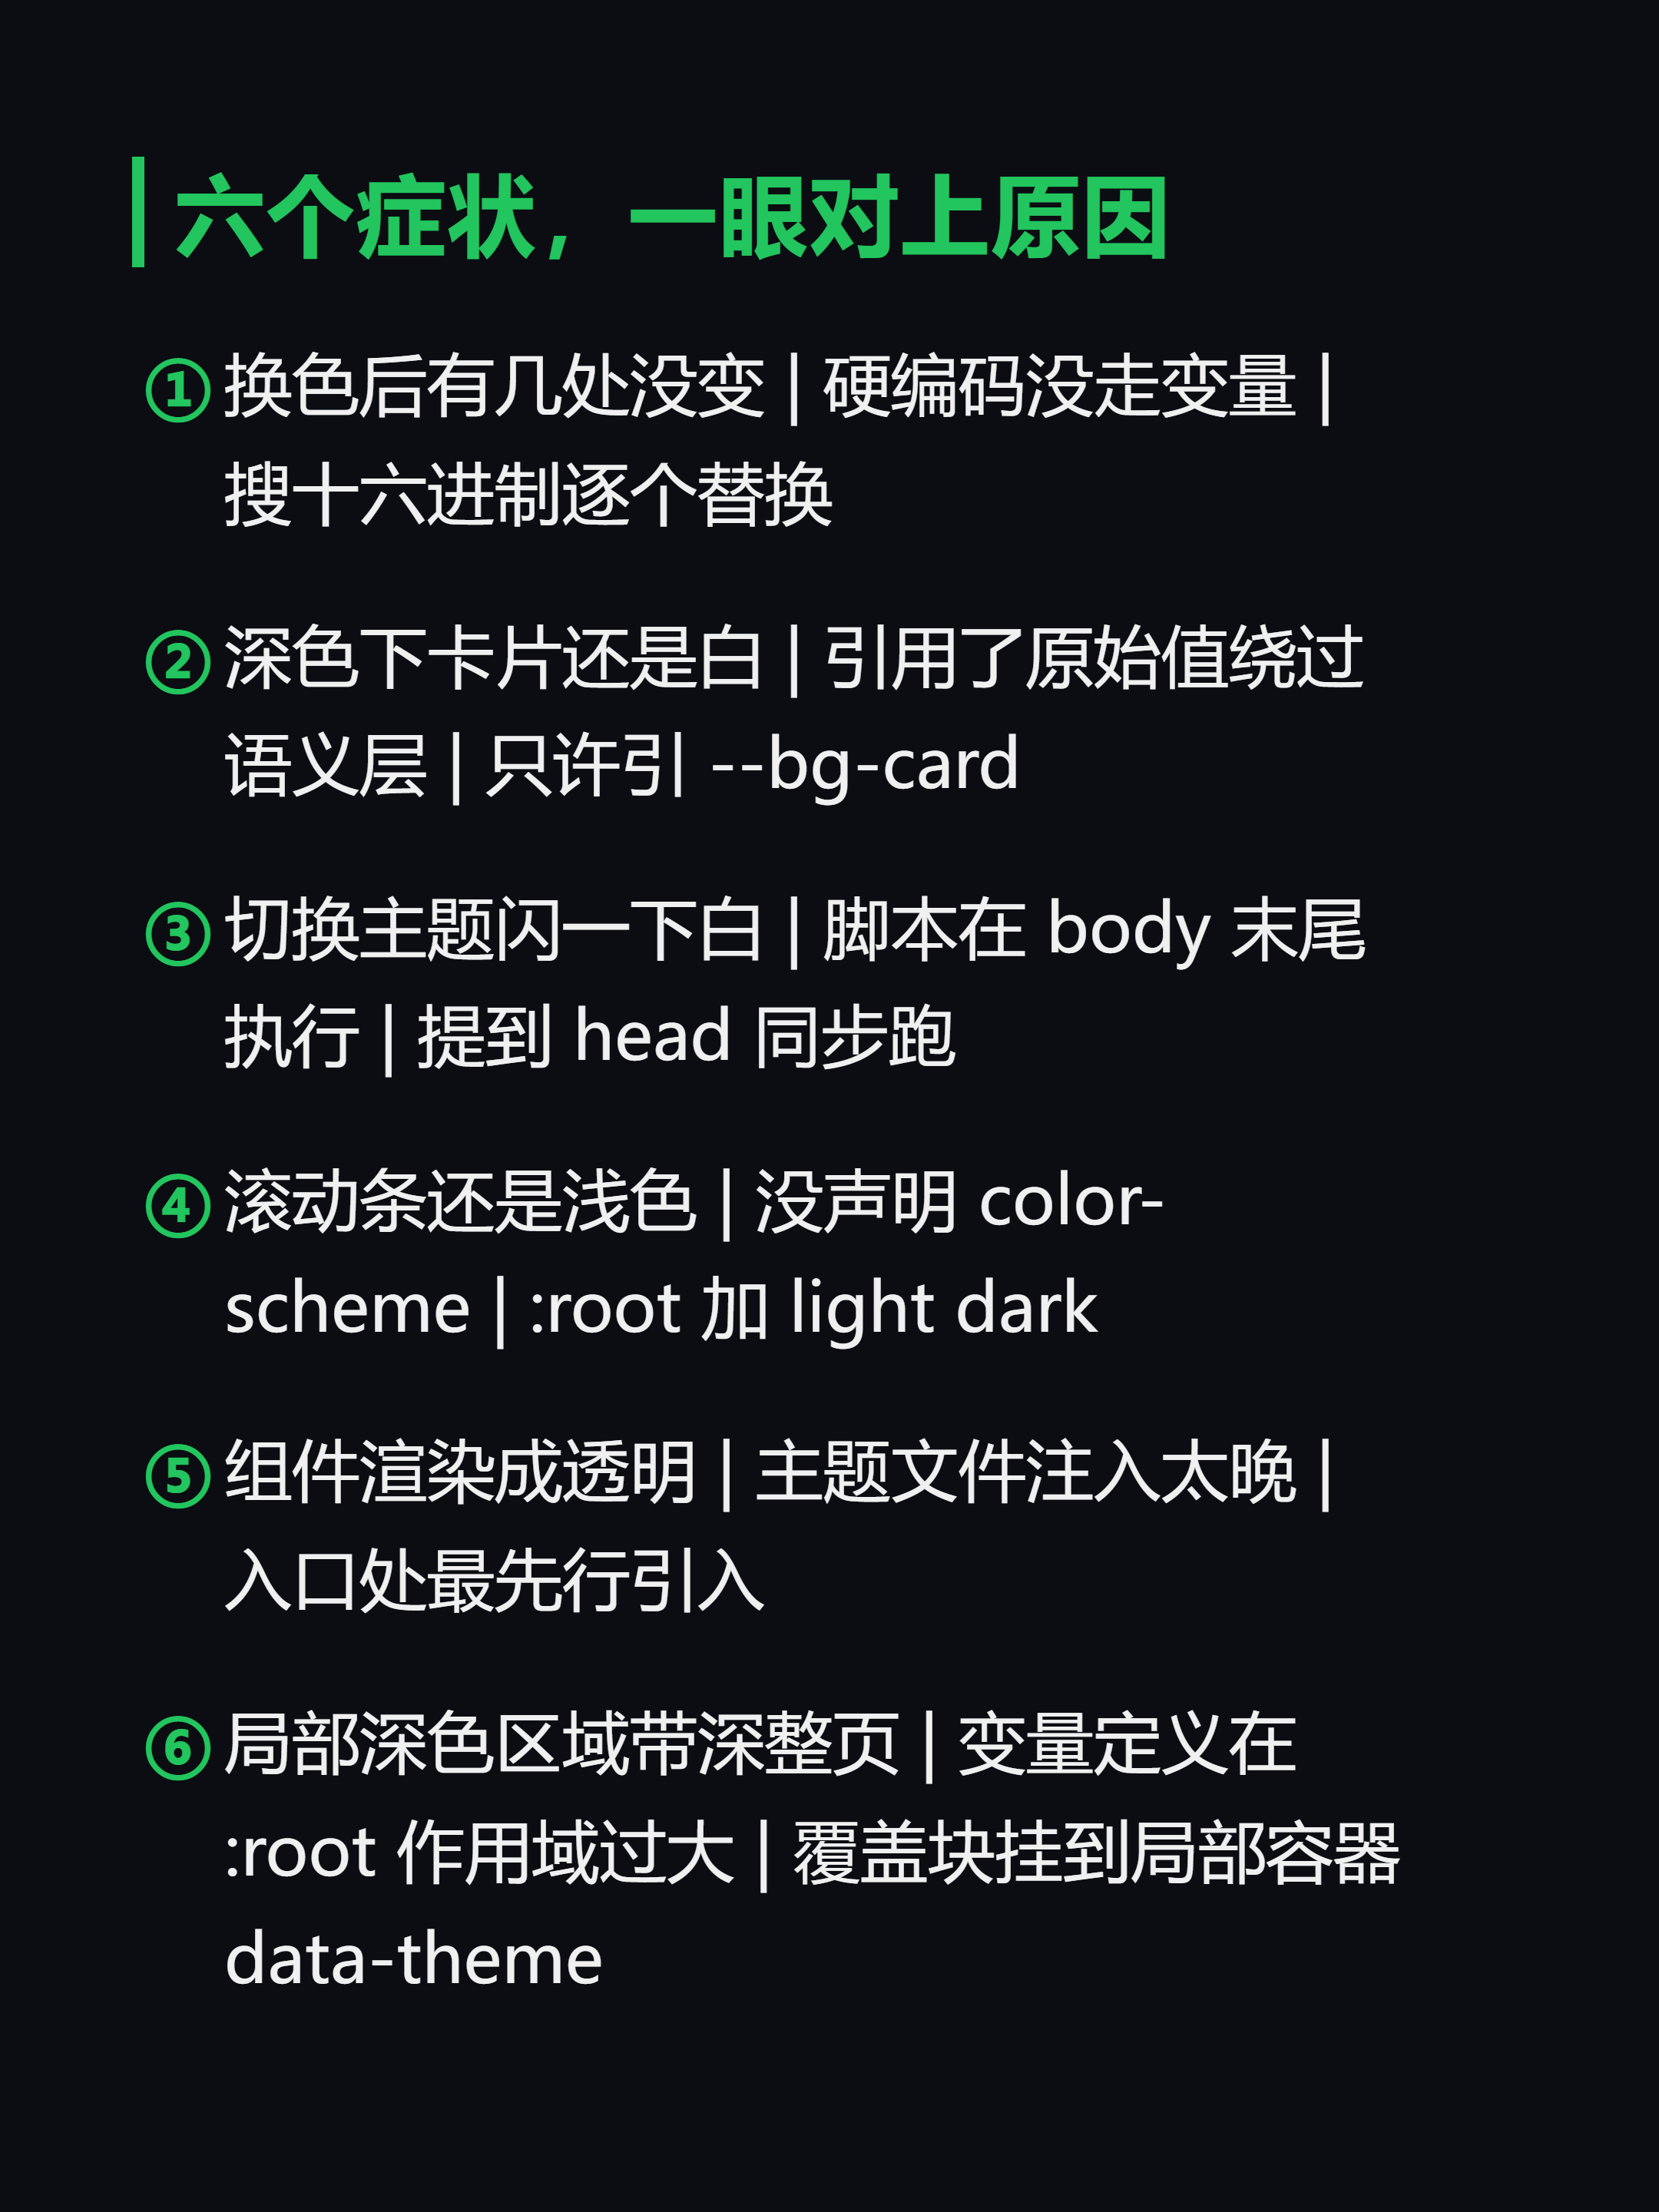 六个症状，一眼对上原因
① 换色后有几处没变 | 硬编码没走变量 |
搜十六进制逐个替换
② 深色下卡片还是白 | 引用了原始值绕过
语义层 | 只许引 --bg-card
③ 切换主题闪一下白 | 脚本在 body 末尾
执行 | 提到 head 同步跑
④ 滚动条还是浅色 | 没声明 color-
scheme | :root 加 light dark
⑤ 组件渲染成透明 | 主题文件注入太晚 |
入口处最先行引入
⑥ 局部深色区域带深整页 | 变量定义在
:root 作用域过大 | 覆盖块挂到局部容器
data-theme